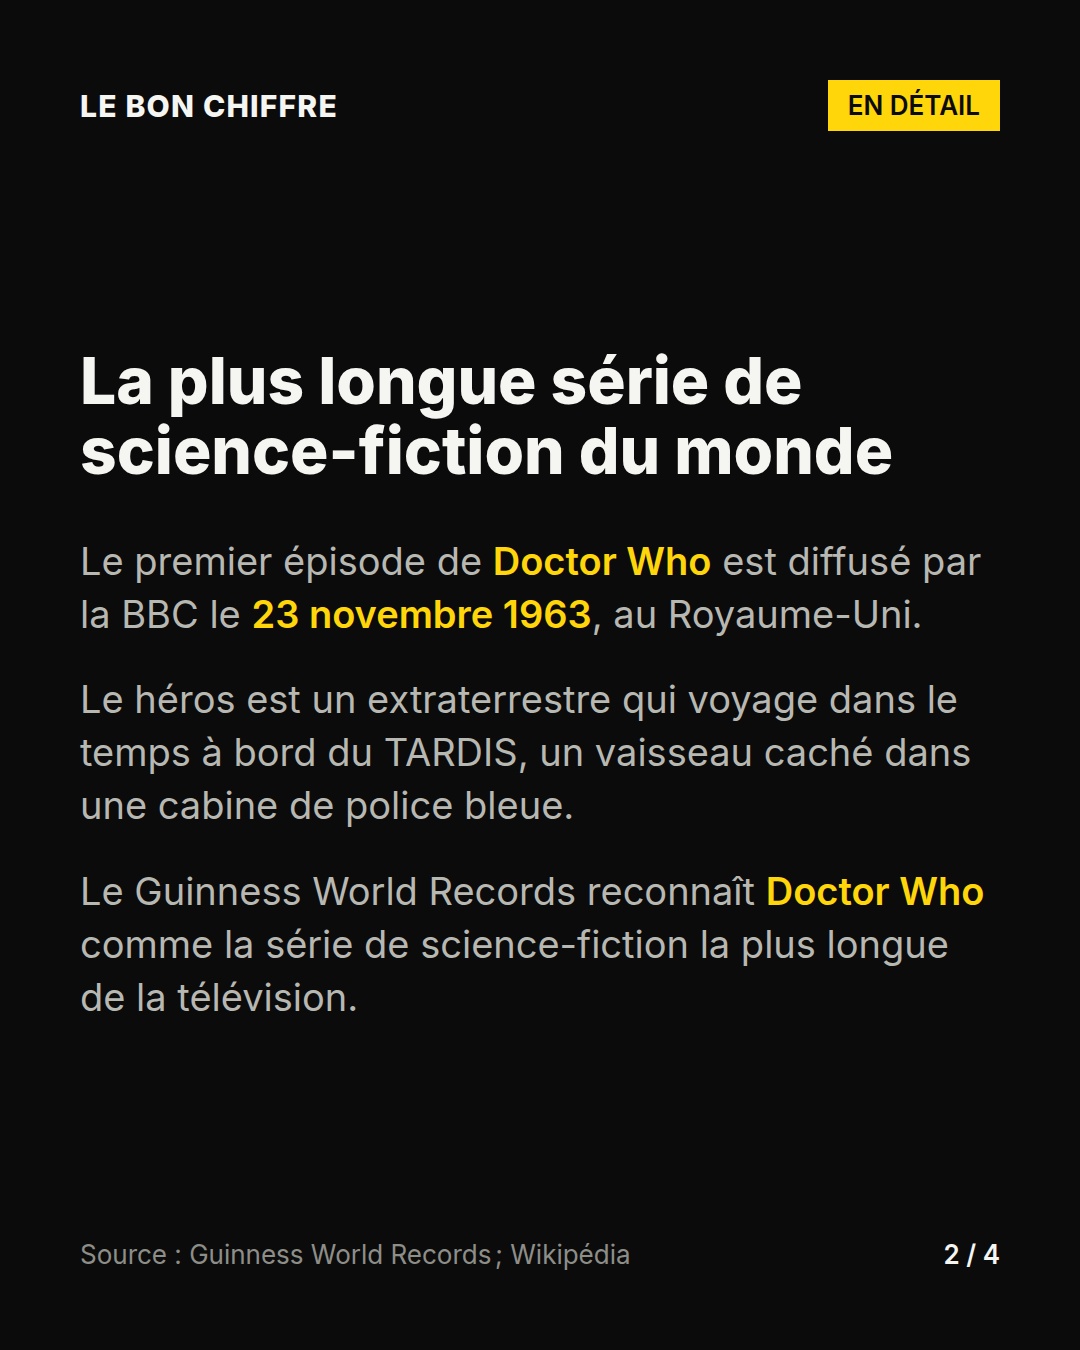 LE BON CHIFFRE
EN DÉTAIL
La plus longue série de
science-fiction du monde
Le premier épisode de Doctor Who est diffusé par
la BBC le 23 novembre 1963, au Royaume-Uni.
Le héros est un extraterrestre qui voyage dans le
temps à bord du TARDIS, un vaisseau caché dans
une cabine de police bleue.
Le Guinness World Records reconnaît Doctor Who
comme la série de science-fiction la plus longue
de la télévision.
Source : Guinness World Records ; Wikipédia
2 / 4